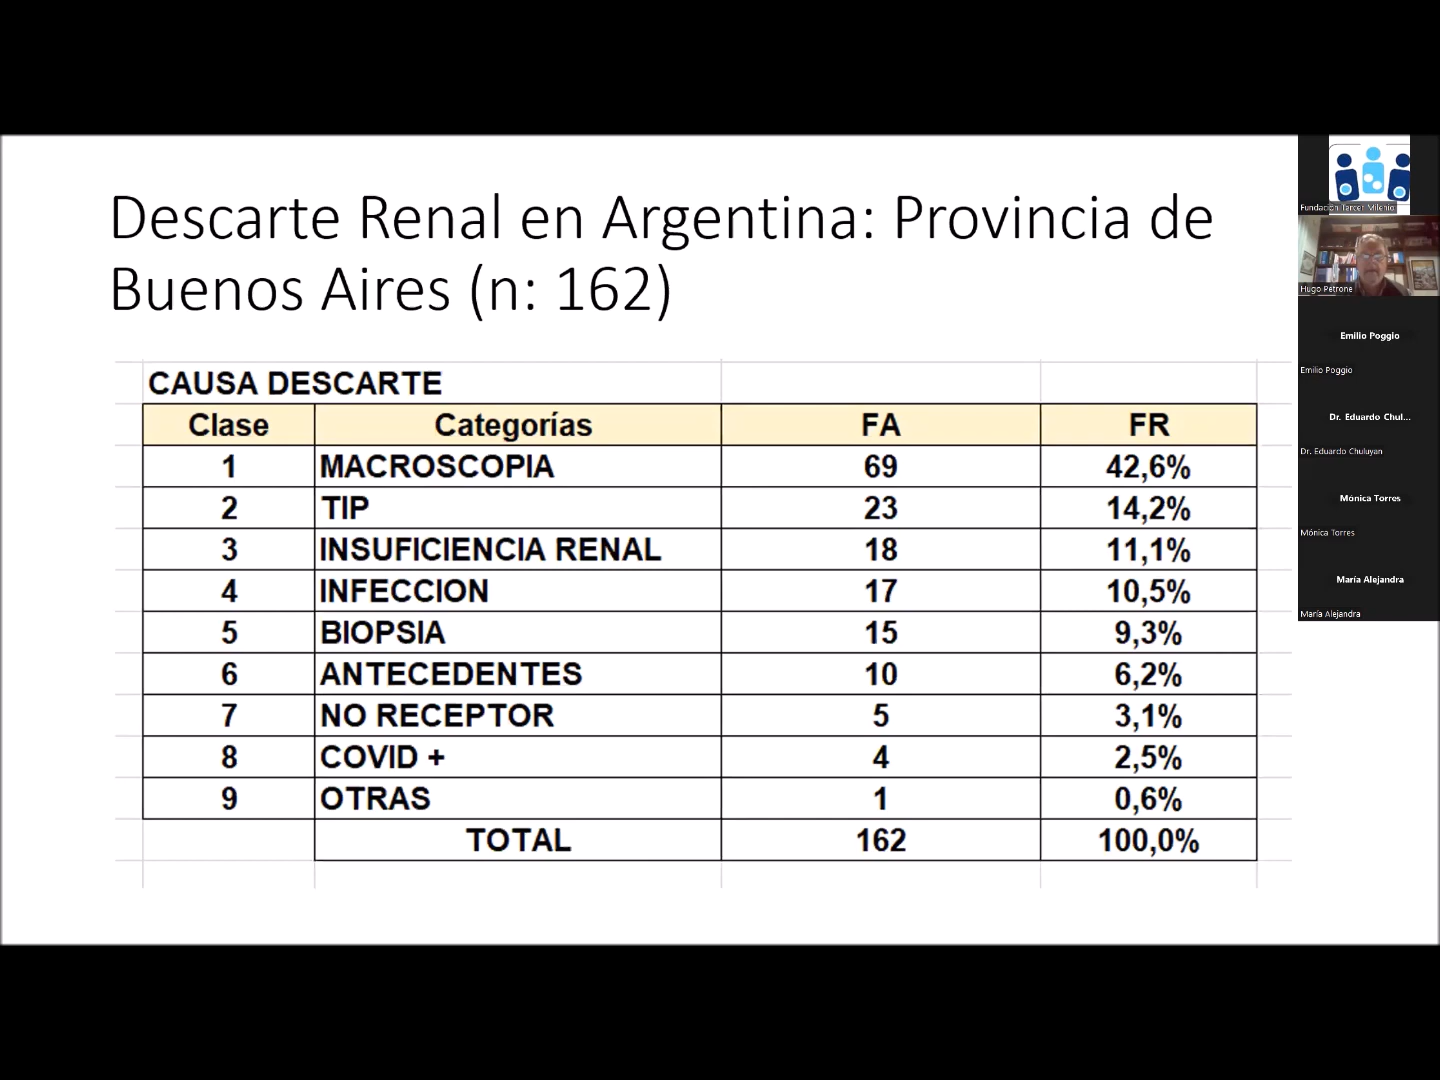 Descarte Renal en Argentina: Provincia de
Buenos Aires (n: 162)
CAUSA DESCARTE
Clase Categorías FA FR
1 MACROSCOPIA 69 42,6%
2 TIP 23 14,2%
3 INSUFICIENCIA RENAL 18 11,1%
4 INFECCION 17 10,5%
5 BIOPSIA 15 9,3%
6 ANTECEDENTES 10 6,2%
7 NO RECEPTOR 5 3,1%
8 COVID + 4 2,5%
9 OTRAS 1 0,6%
TOTAL 162 100,0%
Fundación Tercer Milenio
Hugo Petrone
Emilio Poggio
Emilio Poggio
Dr. Eduardo Chul...
Dr. Eduardo Chuluyan
Mónica Torres
Mónica Torres
María Alejandra
María Alejandra